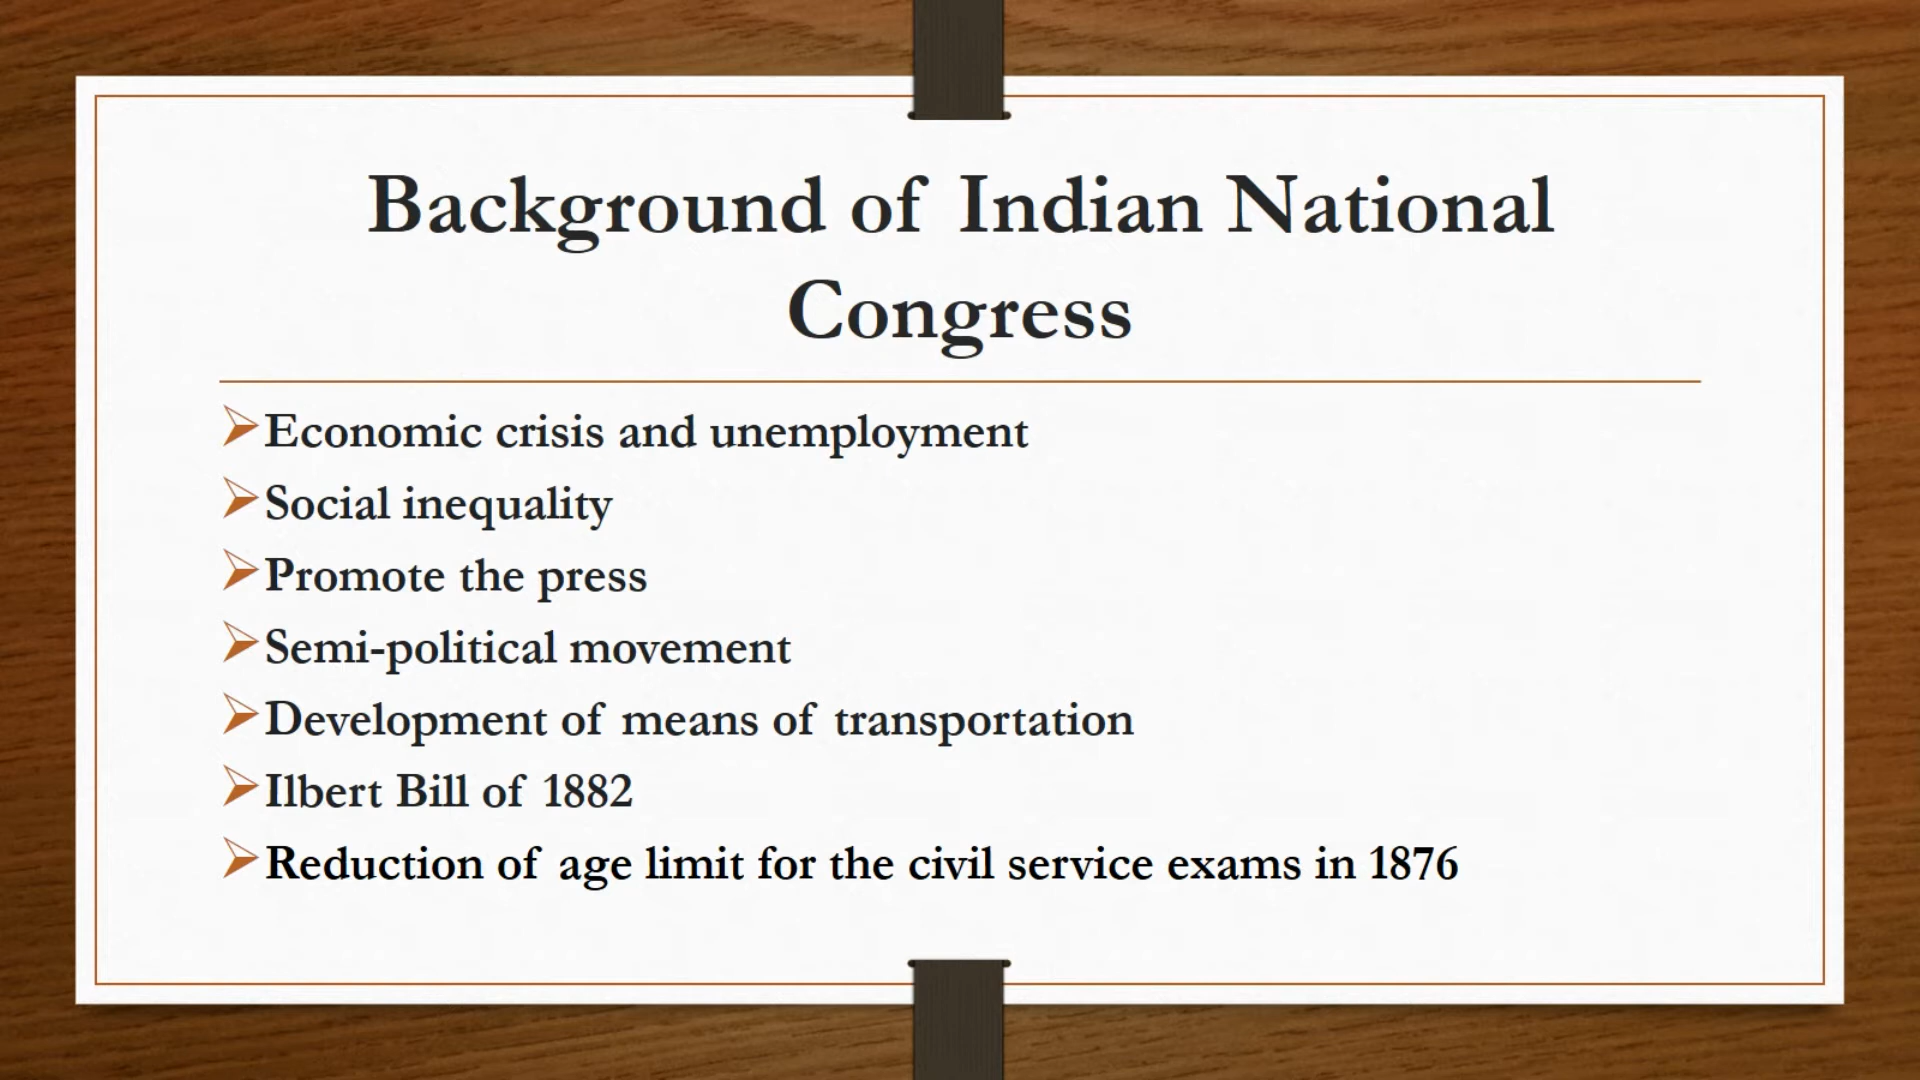 Background of Indian National
Congress
Economic crisis and unemployment
Social inequality
Promote the press
Semi-political movement
Development of means of transportation
Ilbert Bill of 1882
Reduction of age limit for the civil service exams in 1876